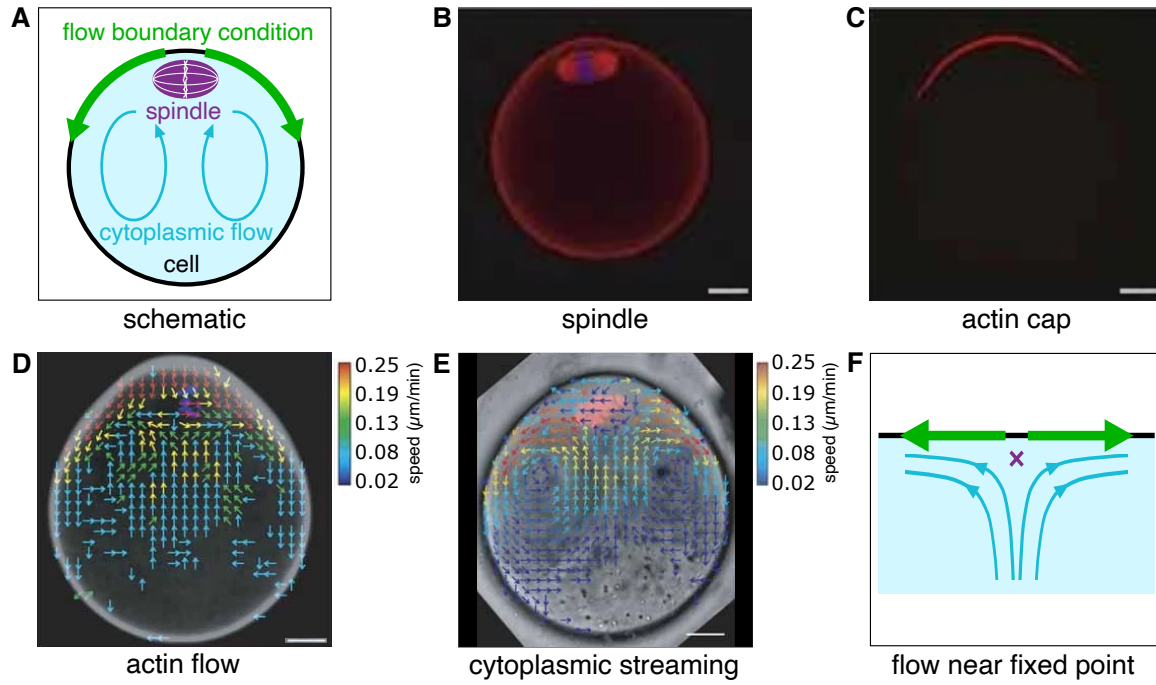 A
flow boundary condition
spindle
cytoplasmic flow
cell
schematic
B
spindle
C
actin cap
D
0.25
0.19
0.13
0.08
0.02
speed (μm/min)
actin flow
E
0.25
0.19
0.13
0.08
0.02
speed (μm/min)
cytoplasmic streaming
F
flow near fixed point